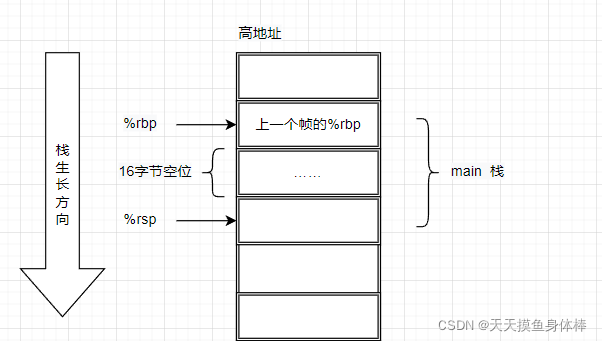 高地址
%rbp
上一个帧的%rbp
栈生长方向
16字节空位
……
main 栈
%rsp
CSDN @天天摸鱼身体棒